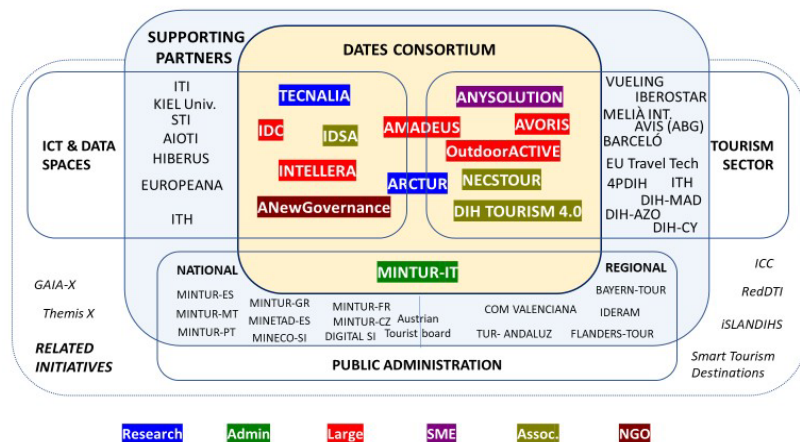 SUPPORTING
PARTNERS
DATES CONSORTIUM
ITI
KIEL Univ.
STI
AIOTI
HIBERUS
EUROPEANA
ITH
ICT & DATA
SPACES
TECNALIA
IDC
IDSA
INTELLERA
ANewGovernance
AMADEUS
ARCTUR
ANYSOLUTION
AVORIS
OutdoorACTIVE
NECSTOUR
DIH TOURISM 4.0
VUELING
IBEROSTAR
MELIÀ INT.
AVIS (ABG)
BARCELÓ
EU Travel Tech
4PDIH
ITH
DIH-MAD
DIH-AZO
DIH-CY
TOURISM
SECTOR
MINTUR-IT
NATIONAL
MINTUR-ES
MINTUR-MT
MINTUR-PT
MINTUR-GR
MINETAD-ES
MINECO-SI
MINTUR-FR
MINTUR-CZ
DIGITAL SI
Austrian
Tourist board
REGIONAL
BAYERN-TOUR
COM VALENCIANA
IDERAM
TUR- ANDALUZ
FLANDERS-TOUR
PUBLIC ADMINISTRATION
GAIA-X
Themis X
RELATED
INITIATIVES
ICC
RedDTI
iSLANDIHS
Smart Tourism
Destinations
Research
Admin
Large
SME
Assoc.
NGO